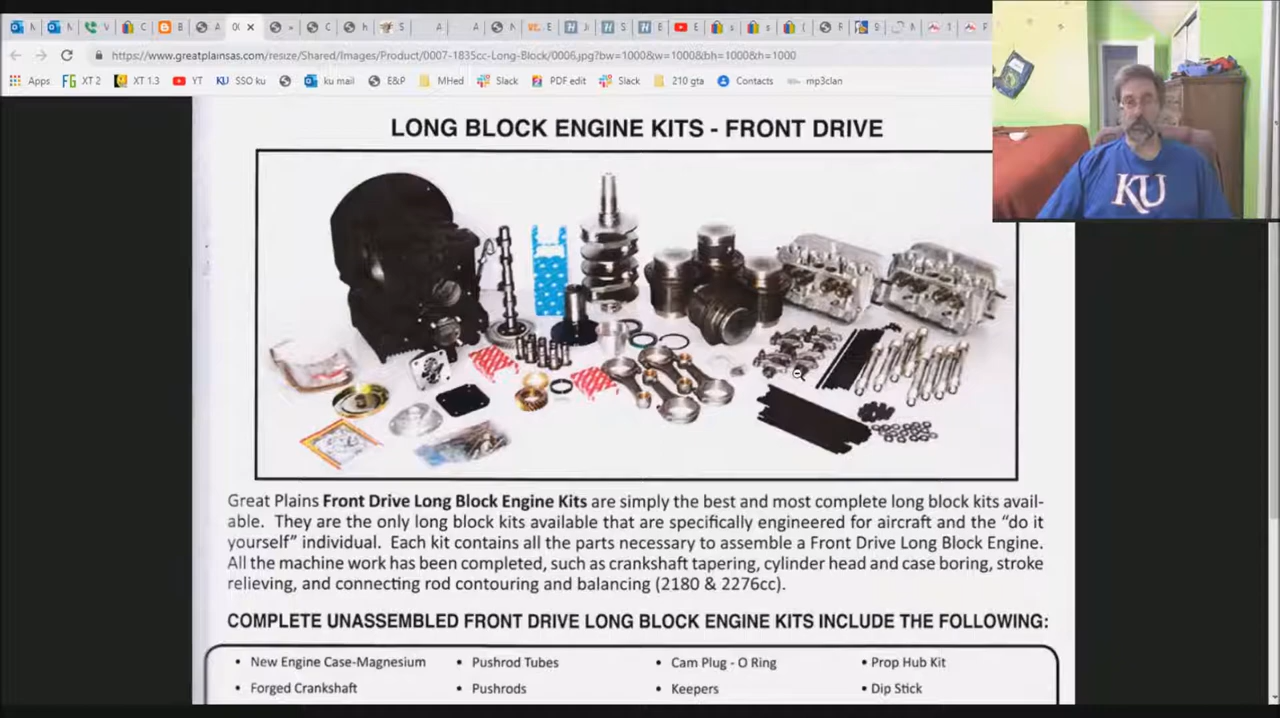 https://www.greatplainsas.com/resize/Shared/Images/Product/0007-1835cc-Long-Block/0006.jpg?bw=1000&w=1000&bh=1000&h=1000
Apps XT 2 XT 1.3 YT SSO ku ku mail E&P MHed Slack PDF edit Slack 210 gta Contacts mp3clan
KU
LONG BLOCK ENGINE KITS - FRONT DRIVE
Great Plains Front Drive Long Block Engine Kits are simply the best and most complete long block kits avail-
able. They are the only long block kits available that are specifically engineered for aircraft and the “do it
yourself” individual. Each kit contains all the parts necessary to assemble a Front Drive Long Block Engine.
All the machine work has been completed, such as crankshaft tapering, cylinder head and case boring, stroke
relieving, and connecting rod contouring and balancing (2180 & 2276cc).
COMPLETE UNASSEMBLED FRONT DRIVE LONG BLOCK ENGINE KITS INCLUDE THE FOLLOWING:
• New Engine Case-Magnesium • Pushrod Tubes • Cam Plug - O Ring • Prop Hub Kit
• Forged Crankshaft • Pushrods • Keepers • Dip Stick